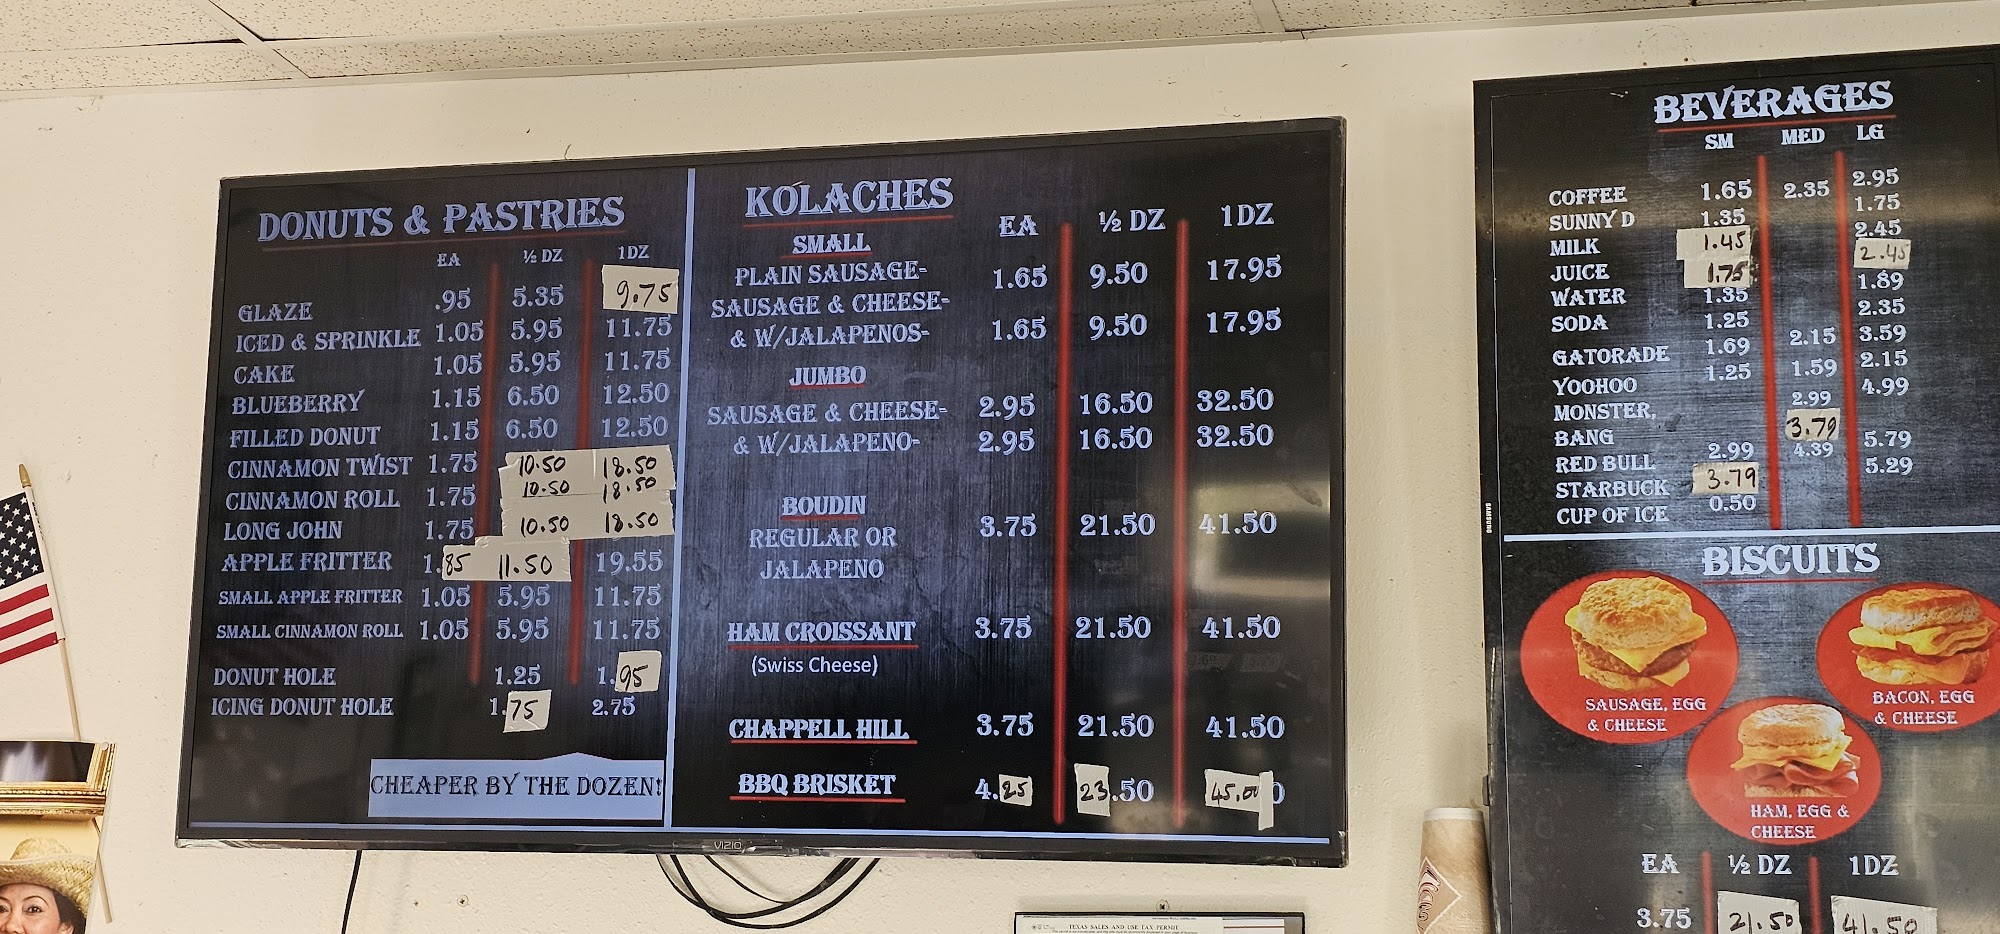 DONUTS & PASTRIES
EA ½ DZ 1DZ
GLAZE .95 5.35 9.75
ICED & SPRINKLE 1.05 5.95 11.75
CAKE 1.05 5.95 11.75
BLUEBERRY 1.15 6.50 12.50
FILLED DONUT 1.15 6.50 12.50
CINNAMON TWIST 1.75 10.50 18.50
CINNAMON ROLL 1.75 10.50 18.50
LONG JOHN 1.75 10.50 18.50
APPLE FRITTER 1.85 11.50 19.55
SMALL APPLE FRITTER 1.05 5.95 11.75
SMALL CINNAMON ROLL 1.05 5.95 11.75
DONUT HOLE 1.25 1.95
ICING DONUT HOLE 1.75 2.75
CHEAPER BY THE DOZEN!
KOLACHES
EA ½ DZ 1DZ
SMALL
PLAIN SAUSAGE- 1.65 9.50 17.95
SAUSAGE & CHEESE-
& W/JALAPENOS- 1.65 9.50 17.95
JUMBO
SAUSAGE & CHEESE- 2.95 16.50 32.50
& W/JALAPENO- 2.95 16.50 32.50
BOUDIN
REGULAR OR 3.75 21.50 41.50
JALAPENO
HAM CROISSANT 3.75 21.50 41.50
(Swiss Cheese)
CHAPPELL HILL 3.75 21.50 41.50
BBQ BRISKET 4.25 23.50 45.00
VIZIO
BEVERAGES
SM MED LG
COFFEE 1.65 2.35 2.95
SUNNY D 1.35 1.75
MILK 1.45 2.45
JUICE 1.75 2.45
WATER 1.35 1.89
SODA 1.25 2.35
GATORADE 1.69 2.15 3.59
YOOHOO 1.25 1.59 2.15
MONSTER, 2.99 4.99
BANG 3.79
RED BULL 2.99 4.39 5.79
STARBUCK 3.79 5.29
CUP OF ICE 0.50
SAMSUNG
BISCUITS
SAUSAGE, EGG
& CHEESE
BACON, EGG
& CHEESE
HAM, EGG &
CHEESE
EA ½ DZ 1DZ
3.75 21.50 41.50
TEXAS SALES AND USE TAX PERMIT